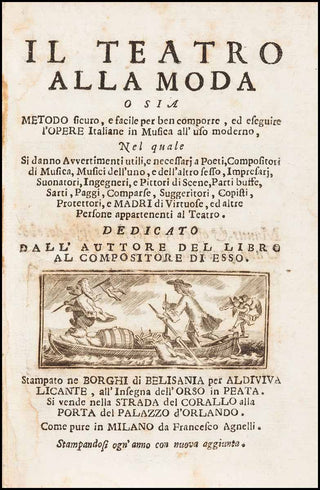 IL TEATRO
ALLA MODA
O SIA
METODO ſicuro, e facile per ben comporre, ed eſeguire
l'OPERE Italiane in Muſica all' uſo moderno,
Nel quale
Si danno Avvertimenti utili, e neceſſarj a Poeti, Compoſitori
di Muſica, Muſici dell'uno, e dell'altro ſeſſo, Impreſarj,
Suonatori, Ingegneri, e Pittori di Scene, Parti buffe,
Sarti, Paggi, Comparſe, Suggeritori, Copiſti,
Protettori, e MADRI di Virtuoſe, ed altre
Perſone appartenenti al Teatro.
DEDICATO
DALL' AUTTORE DEL LIBRO
AL COMPOSITORE DI ESSO.
Stampato ne BORGHI di BELISANIA per ALDIVIVA
LICANTE, all' Inſegna dell'ORSO in PEATA.
Si vende nella STRADA del CORALLO alla
PORTA del PALAZZO d'ORLANDO.
Come pure in MILANO da Franceſco Agnelli.
Stampandoſi ogn' anno con nuova aggiunta.